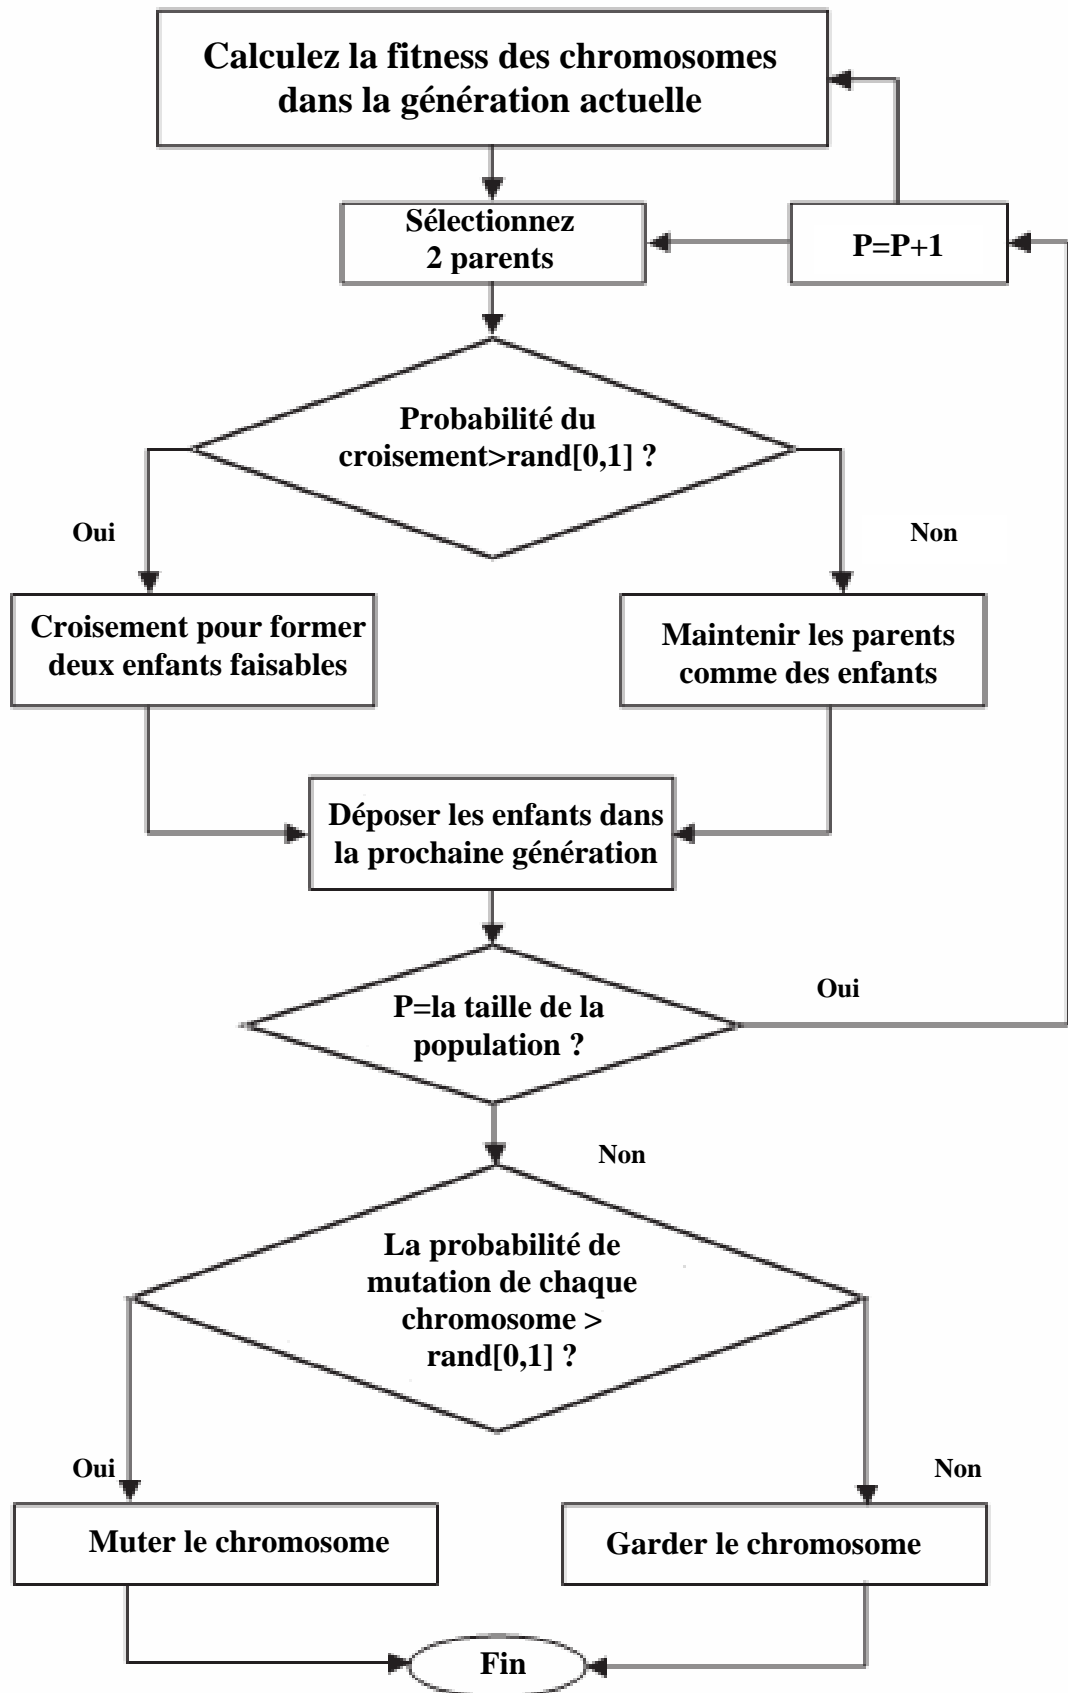 Calculez la fitness des chromosomes
dans la génération actuelle
Sélectionnez
2 parents
P=P+1
Probabilité du
croisement>rand[0,1] ?
Oui
Non
Croisement pour former
deux enfants faisables
Maintenir les parents
comme des enfants
Déposer les enfants dans
la prochaine génération
P=la taille de la
population ?
Oui
Non
La probabilité de
mutation de chaque
chromosome >
rand[0,1] ?
Oui
Non
Muter le chromosome
Garder le chromosome
Fin